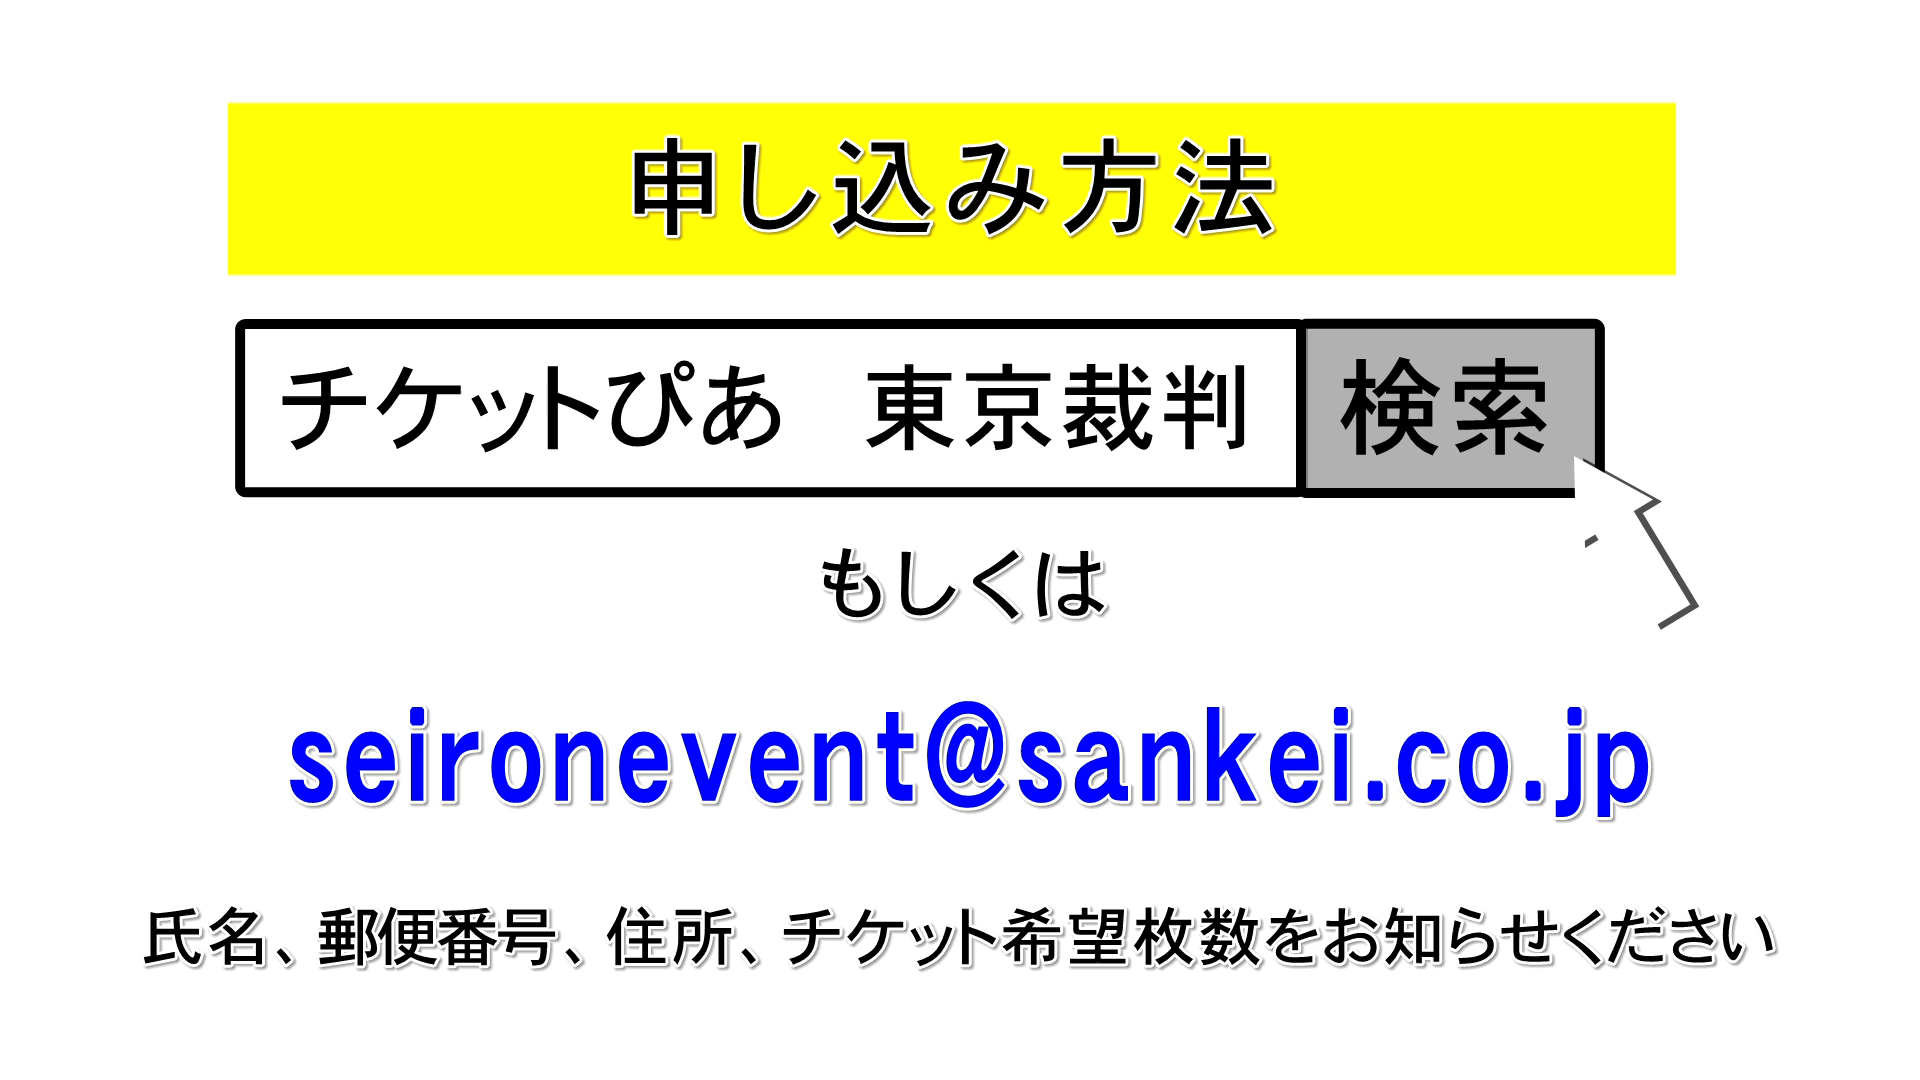 申し込み方法
チケットぴあ　東京裁判 検索
もしくは
seironevent@sankei.co.jp
氏名、郵便番号、住所、チケット希望枚数をお知らせください